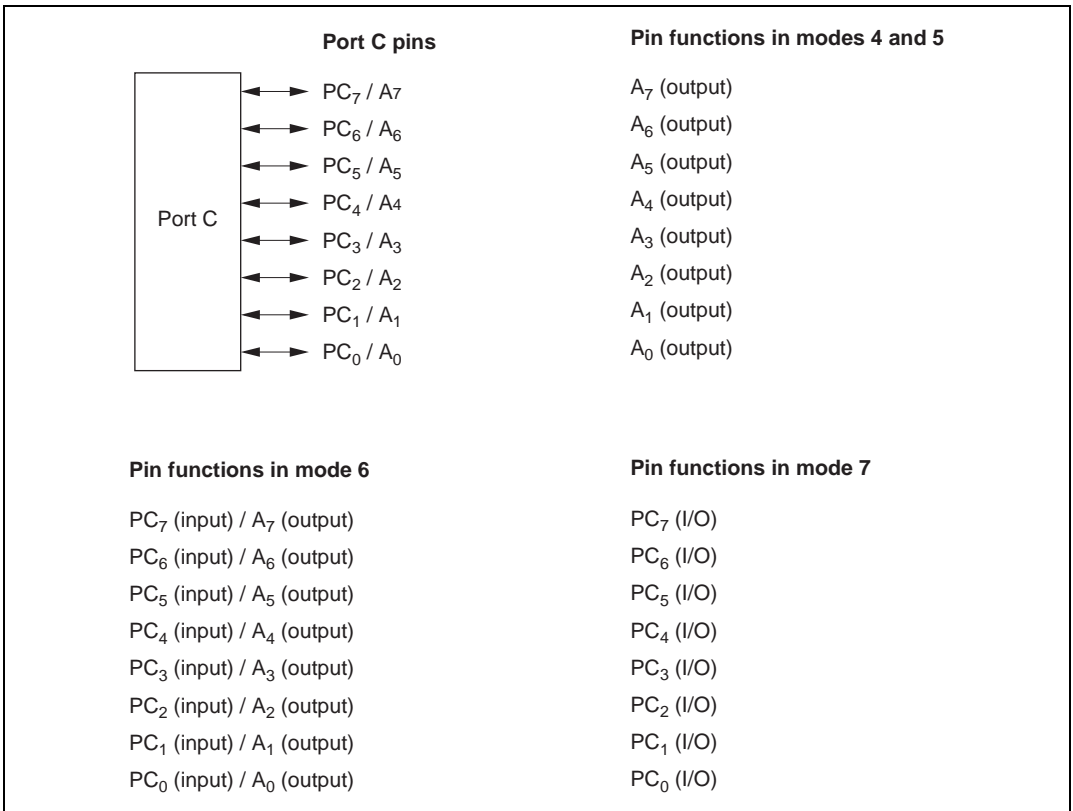 Port C pins
Pin functions in modes 4 and 5
Port C
PC₇ / A7
A₇ (output)
PC₆ / A₆
A₆ (output)
PC₅ / A₅
A₅ (output)
PC₄ / A4
A₄ (output)
PC₃ / A₃
A₃ (output)
PC₂ / A₂
A₂ (output)
PC₁ / A₁
A₁ (output)
PC₀ / A₀
A₀ (output)
Pin functions in mode 6
PC₇ (input) / A₇ (output)
PC₆ (input) / A₆ (output)
PC₅ (input) / A₅ (output)
PC₄ (input) / A₄ (output)
PC₃ (input) / A₃ (output)
PC₂ (input) / A₂ (output)
PC₁ (input) / A₁ (output)
PC₀ (input) / A₀ (output)
Pin functions in mode 7
PC₇ (I/O)
PC₆ (I/O)
PC₅ (I/O)
PC₄ (I/O)
PC₃ (I/O)
PC₂ (I/O)
PC₁ (I/O)
PC₀ (I/O)